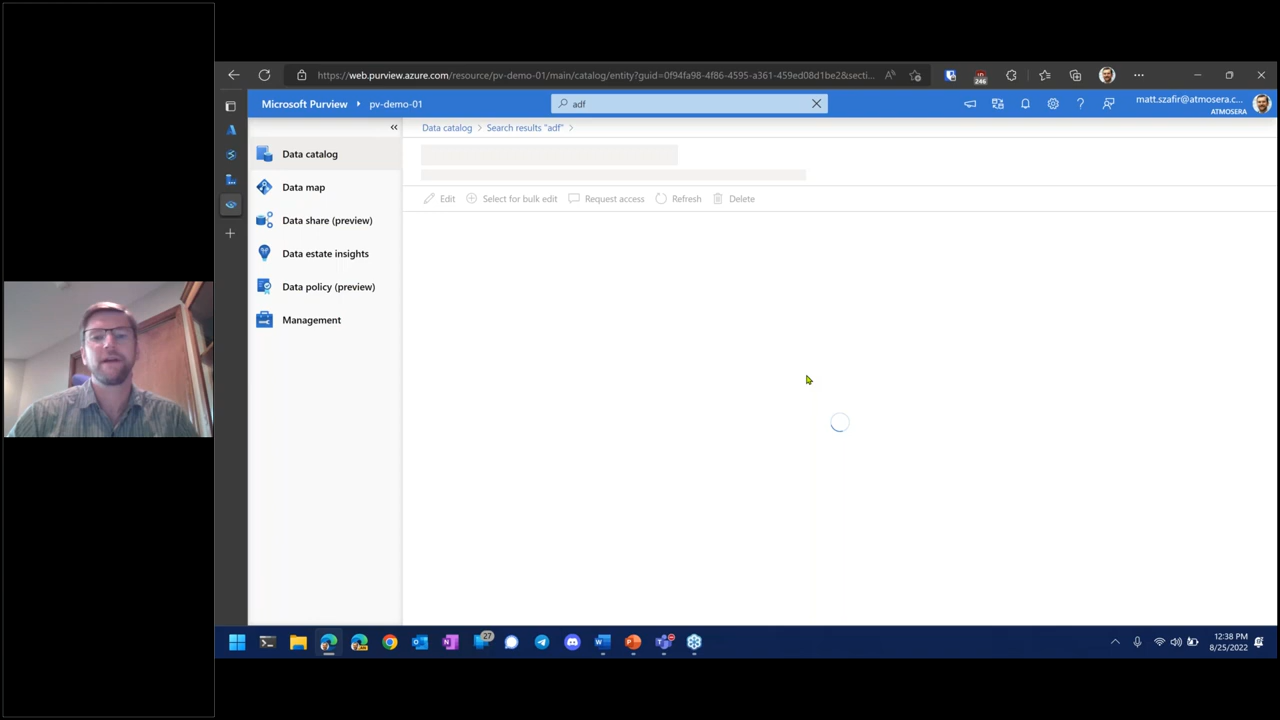 https://web.purview.azure.com/resource/pv-demo-01/main/catalog/entity?guid=0f94fa98-4f86-4595-a361-459ed08d1be2&secti...
246
Microsoft Purview
pv-demo-01
adf
matt.szafir@atmosera.c...
ATMOSERA
Data catalog
Search results "adf"
Data catalog
Data map
Data share (preview)
Data estate insights
Data policy (preview)
Management
Edit
Select for bulk edit
Request access
Refresh
Delete
27
12:38 PM
8/25/2022